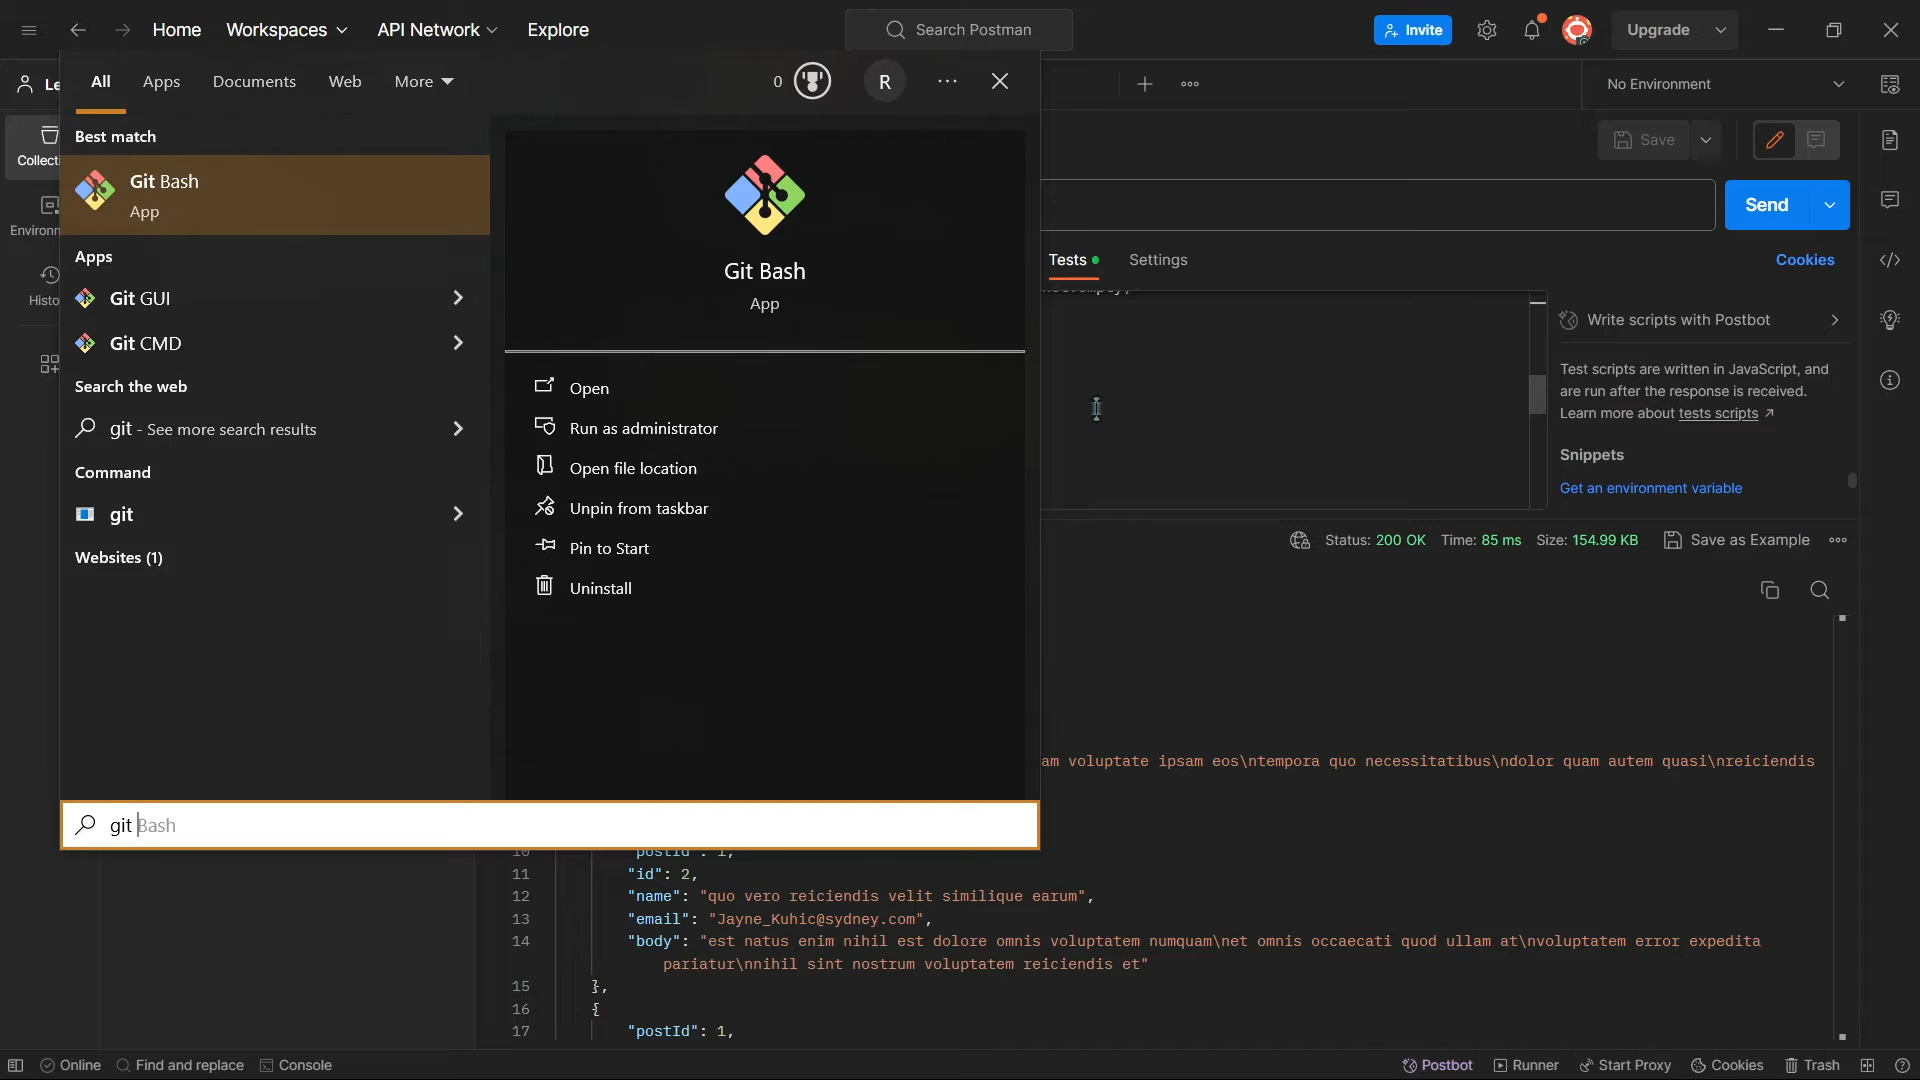 Home
Workspaces
API Network
Explore
Search Postman
Invite
Upgrade
All
Apps
Documents
Web
More
0
R
No Environment
Best match
Git Bash
App
Apps
Git GUI
Git CMD
Search the web
git - See more search results
Command
git
Websites (1)
Git Bash
App
Open
Run as administrator
Open file location
Unpin from taskbar
Pin to Start
Uninstall
git Bash
Save
Send
Tests
Settings
Cookies
Write scripts with Postbot
Test scripts are written in JavaScript, and
are run after the response is received.
Learn more about tests scripts
Snippets
Get an environment variable
Status: 200 OK Time: 85 ms Size: 154.99 KB
Save as Example
am voluptate ipsam eos\ntempora quo necessitatibus\ndolor quam autem quasi\nreiciendis
10 "postId": 1,
11 "id": 2,
12 "name": "quo vero reiciendis velit similique earum",
13 "email": "Jayne_Kuhic@sydney.com",
14 "body": "est natus enim nihil est dolore omnis voluptatem numquam\net omnis occaecati quod ullam at\nvoluptatem error expedita
pariatur\nnihil sint nostrum voluptatem reiciendis et"
15 },
16 {
17 "postId": 1,
Online
Find and replace
Console
Postbot
Runner
Start Proxy
Cookies
Trash